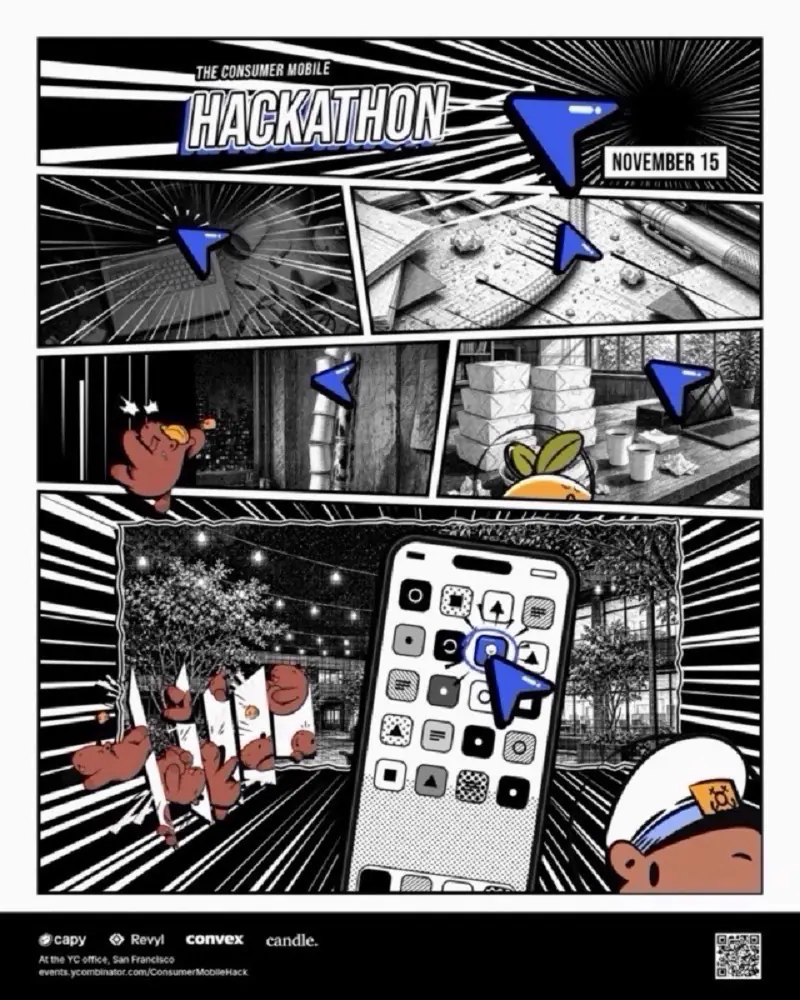 THE CONSUMER MOBILE
HACKATHON
NOVEMBER 15
capy Revyl convex candle.
At the YC office, San Francisco
events.ycombinator.com/ConsumerMobileHack